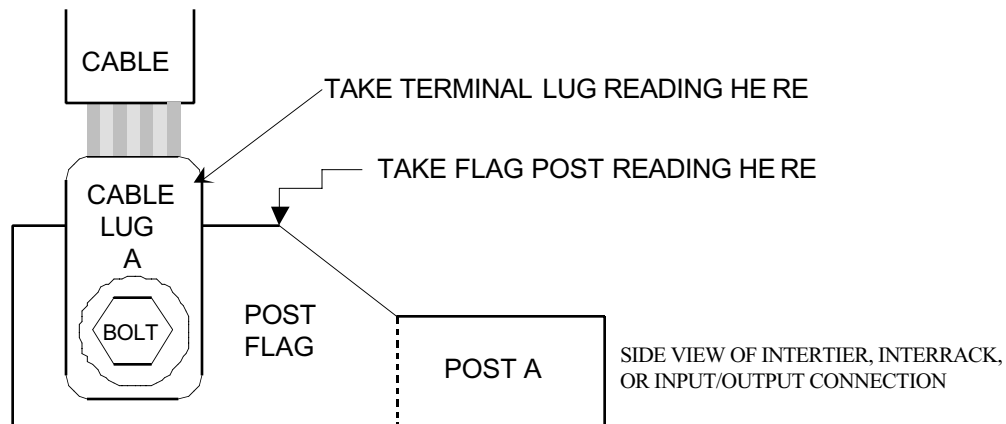 CABLE
TAKE TERMINAL LUG READING HE RE
TAKE FLAG POST READING HE RE
CABLE
LUG
A
BOLT
POST
FLAG
POST A
SIDE VIEW OF INTERTIER, INTERRACK,
OR INPUT/OUTPUT CONNECTION